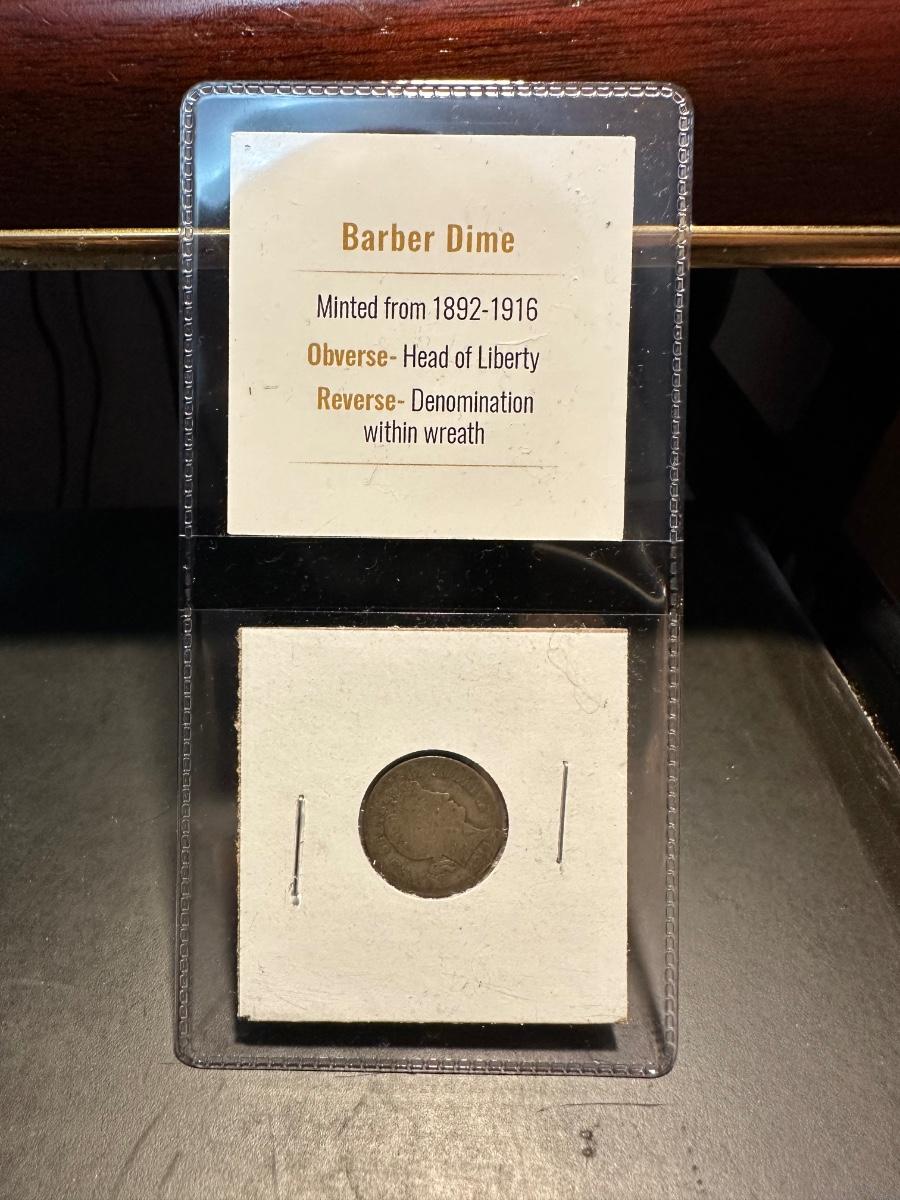 Barber Dime
Minted from 1892-1916
Obverse- Head of Liberty
Reverse- Denomination
within wreath